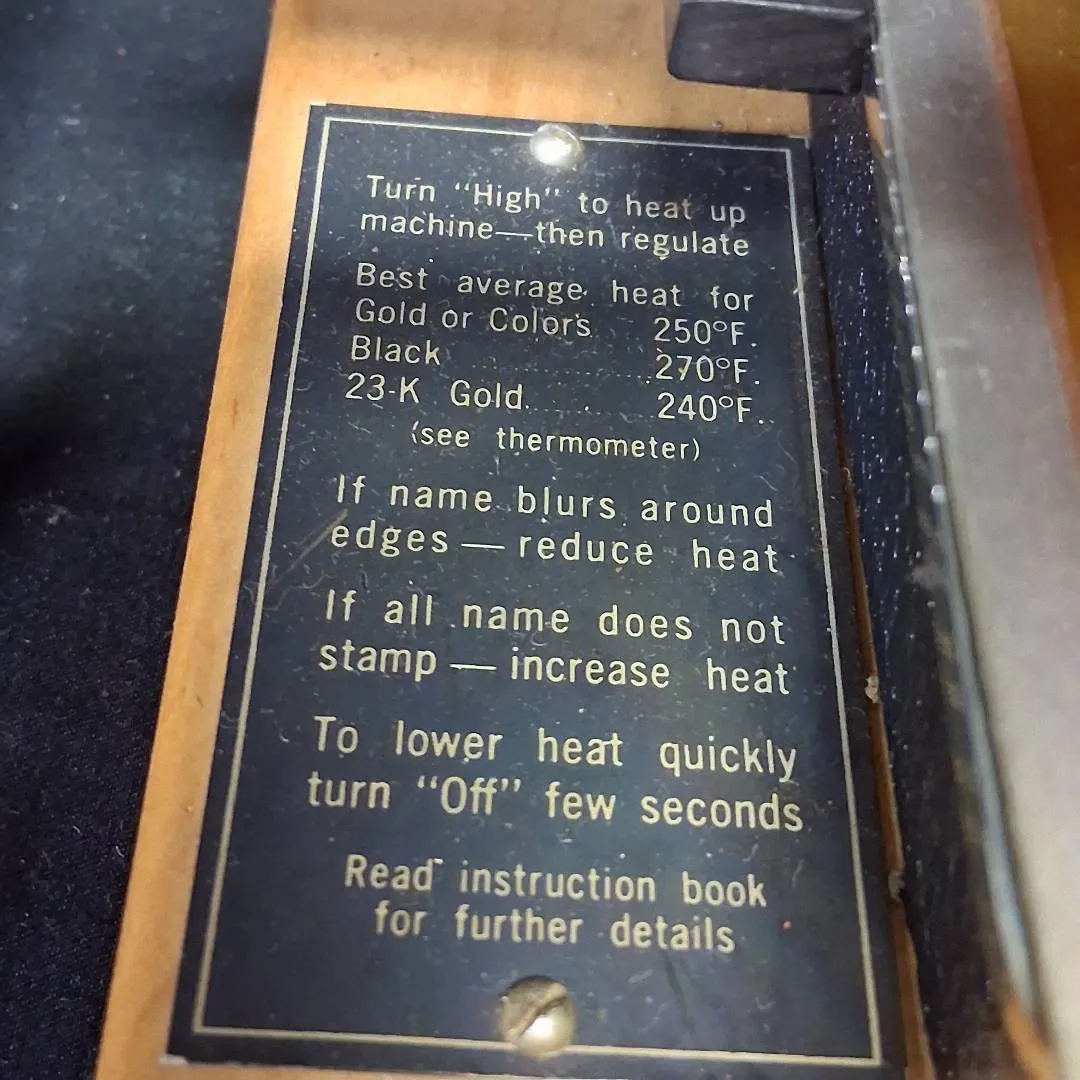 Turn "High" to heat up
machine—then regulate
Best average heat for
Gold or Colors 250°F.
Black 270°F.
23-K Gold 240°F.
(see thermometer)
If name blurs around
edges — reduce heat
If all name does not
stamp — increase heat
To lower heat quickly
turn "Off" few seconds
Read instruction book
for further details